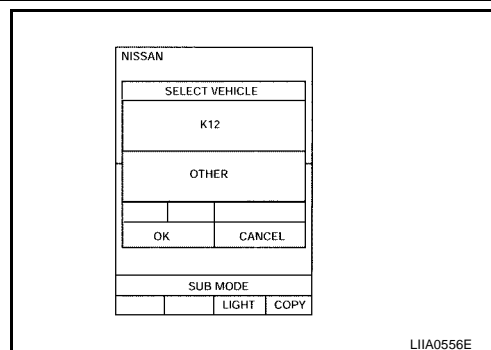 NISSAN
SELECT VEHICLE
K12
OTHER
OK CANCEL
SUB MODE
LIGHT COPY
LIIA0556E